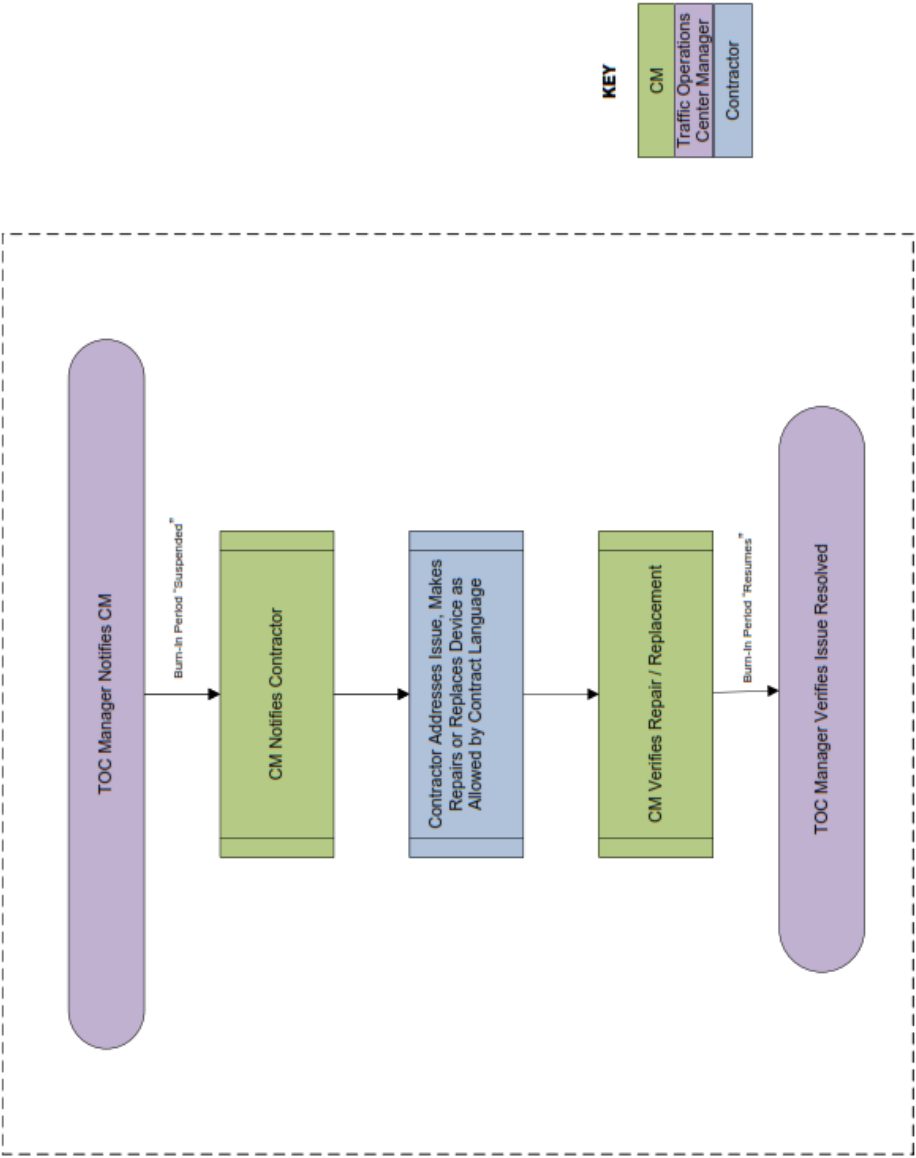 TOC Manager Notifies CM
Burn-In Period "Suspended"
CM Notifies Contractor
Contractor Addresses Issue, Makes
Repairs or Replaces Device as
Allowed by Contract Language
CM Verifies Repair / Replacement
Burn-In Period "Resumes"
TOC Manager Verifies Issue Resolved
KEY
CM
Traffic Operations
Center Manager
Contractor